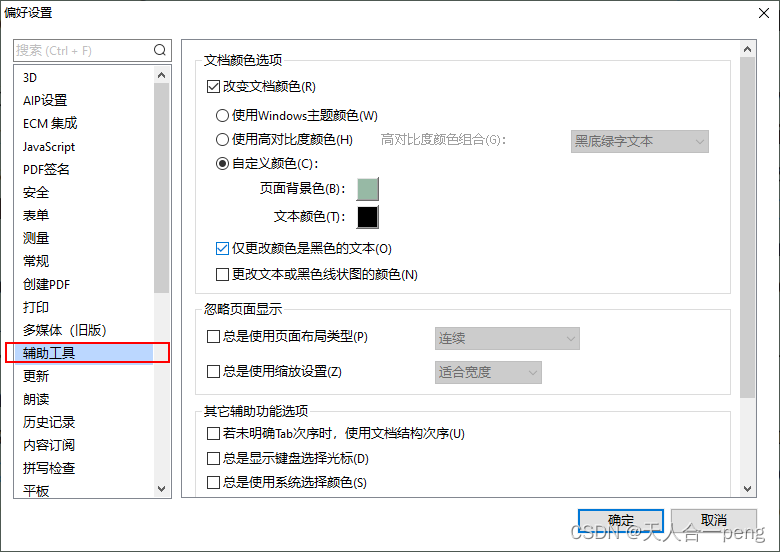 偏好设置
搜索 (Ctrl + F)
3D
AIP设置
ECM 集成
JavaScript
PDF签名
安全
表单
测量
常规
创建PDF
打印
多媒体（旧版）
辅助工具
更新
朗读
历史记录
内容订阅
拼写检查
平板
文档颜色选项
改变文档颜色(R)
使用Windows主题颜色(W)
使用高对比度颜色(H) 高对比度颜色组合(G): 黑底绿字文本
自定义颜色(C):
页面背景色(B):
文本颜色(T):
仅更改颜色是黑色的文本(O)
更改文本或黑色线状图的颜色(N)
忽略页面显示
总是使用页面布局类型(P) 连续
总是使用缩放设置(Z) 适合宽度
其它辅助功能选项
若未明确Tab次序时，使用文档结构次序(U)
总是显示键盘选择光标(D)
总是使用系统选择颜色(S)
确定 取消
CSDN @天人合一peng